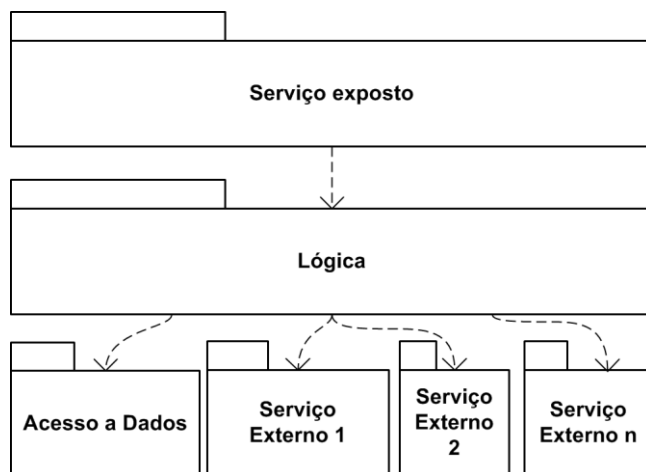 Serviço exposto
Lógica
Acesso a Dados
Serviço
Externo 1
Serviço
Externo
2
Serviço
Externo n